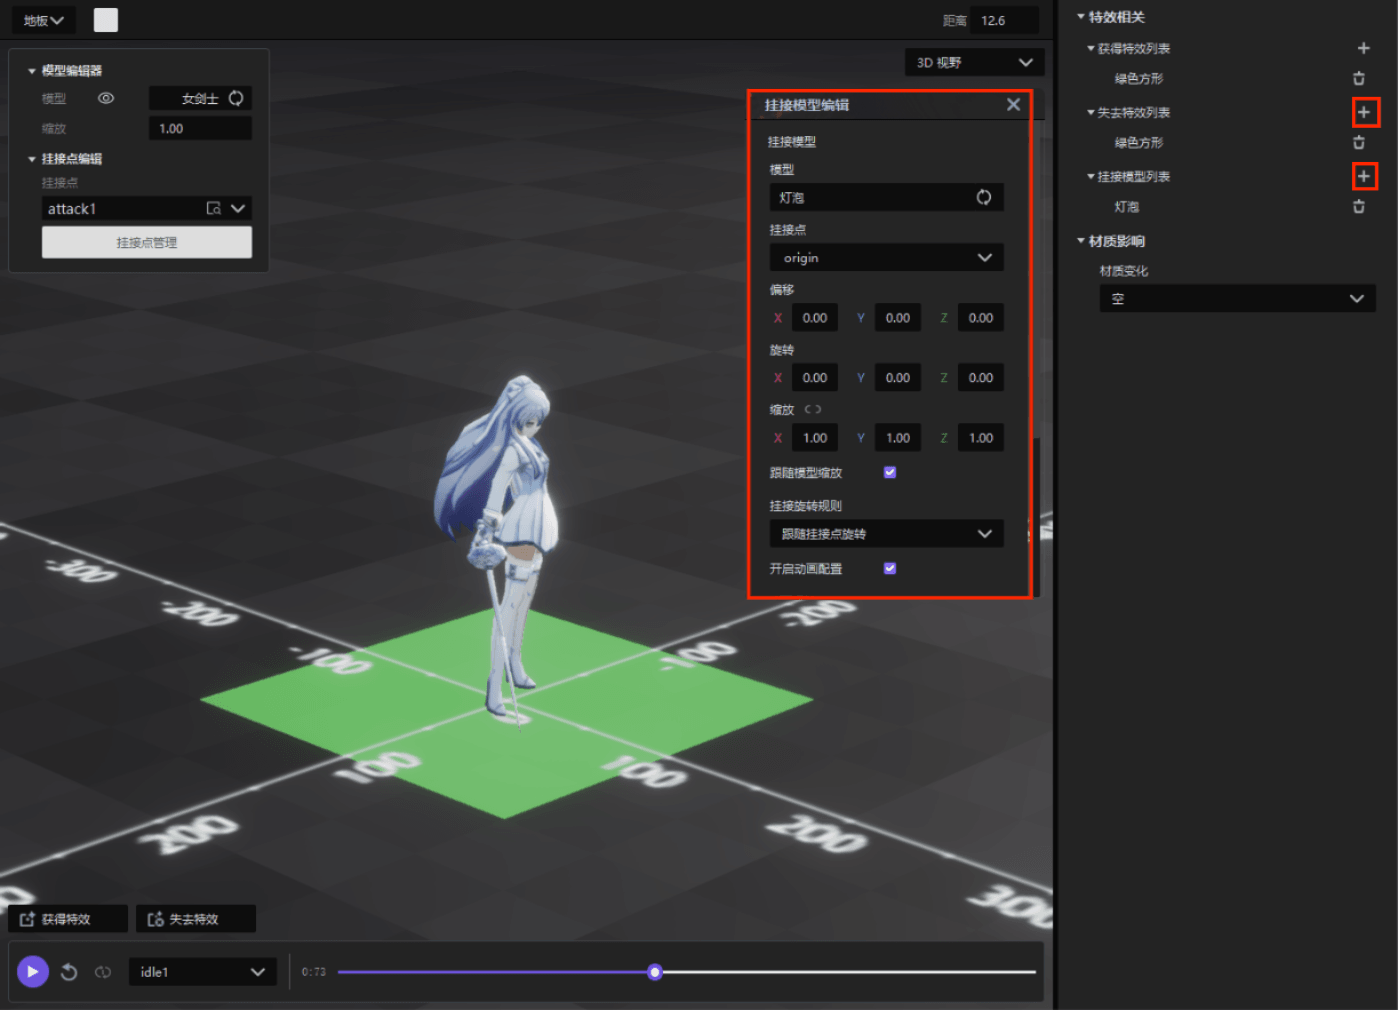 地板
距离 12.6
3D 视野
模型编辑器
模型 女剑士
缩放 1.00
挂接点编辑
挂接点
attack1
挂接点管理
挂接模型编辑
挂接模型
模型
灯泡
挂接点
origin
偏移
X 0.00 Y 0.00 Z 0.00
旋转
X 0.00 Y 0.00 Z 0.00
缩放
X 1.00 Y 1.00 Z 1.00
跟随模型缩放
挂接旋转规则
跟随挂接点旋转
开启动画配置
特效相关
获得特效列表
绿色方形
失去特效列表
绿色方形
挂接模型列表
灯泡
材质影响
材质变化
空
-300
-200
-100
-100
-200
100
100
200
200
300
获得特效 失去特效
idle1 0:73